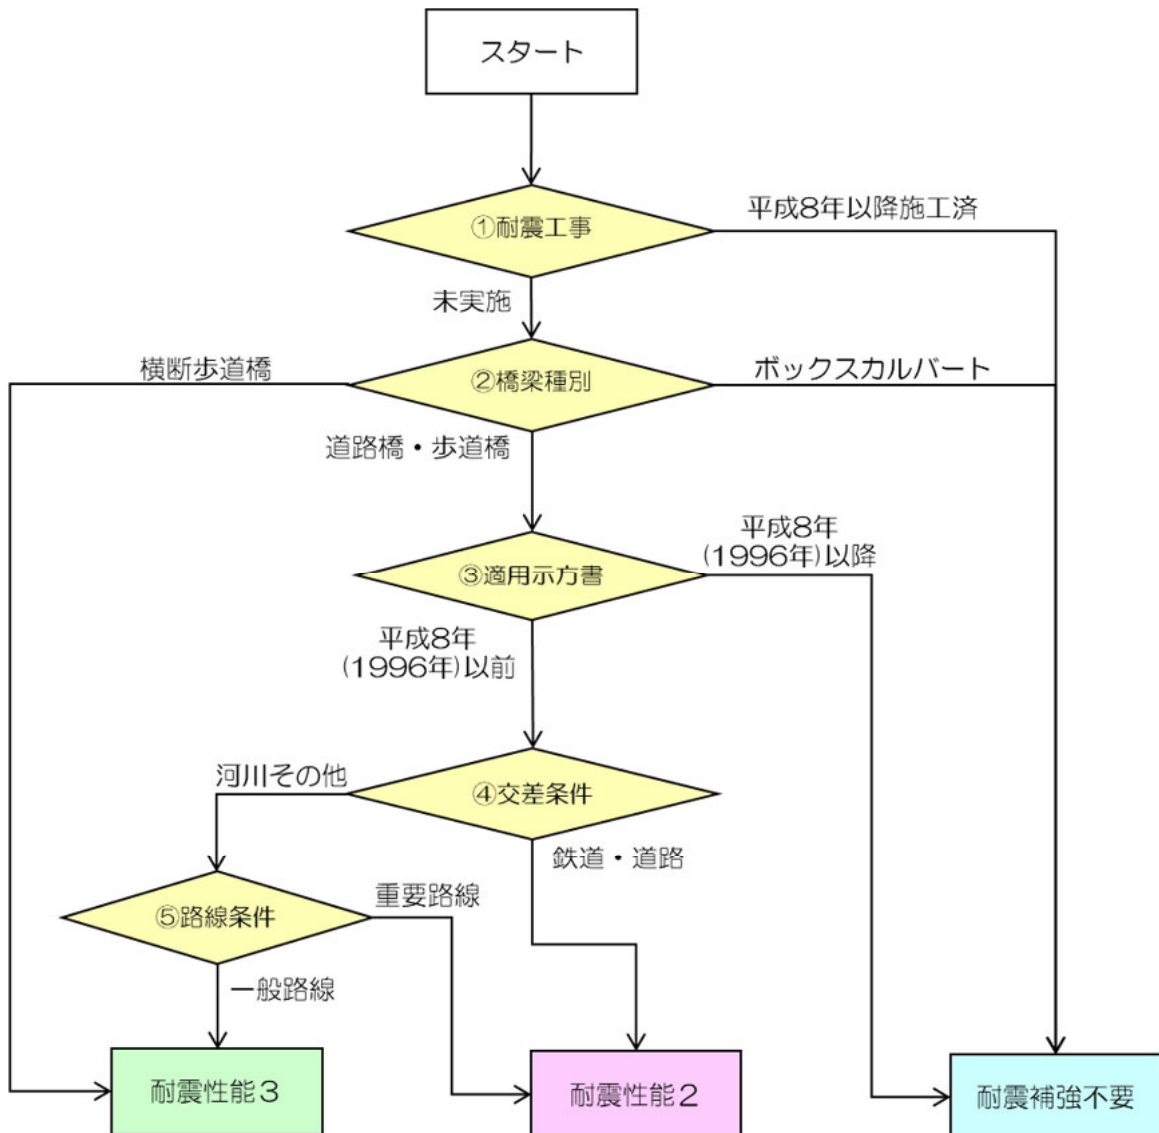 スタート
①耐震工事
平成8年以降施工済
未実施
横断歩道橋
②橋梁種別
ボックスカルバート
道路橋・歩道橋
平成8年
(1996年)以降
③適用示方書
平成8年
(1996年)以前
河川その他
④交差条件
鉄道・道路
重要路線
⑤路線条件
一般路線
耐震性能3
耐震性能2
耐震補強不要